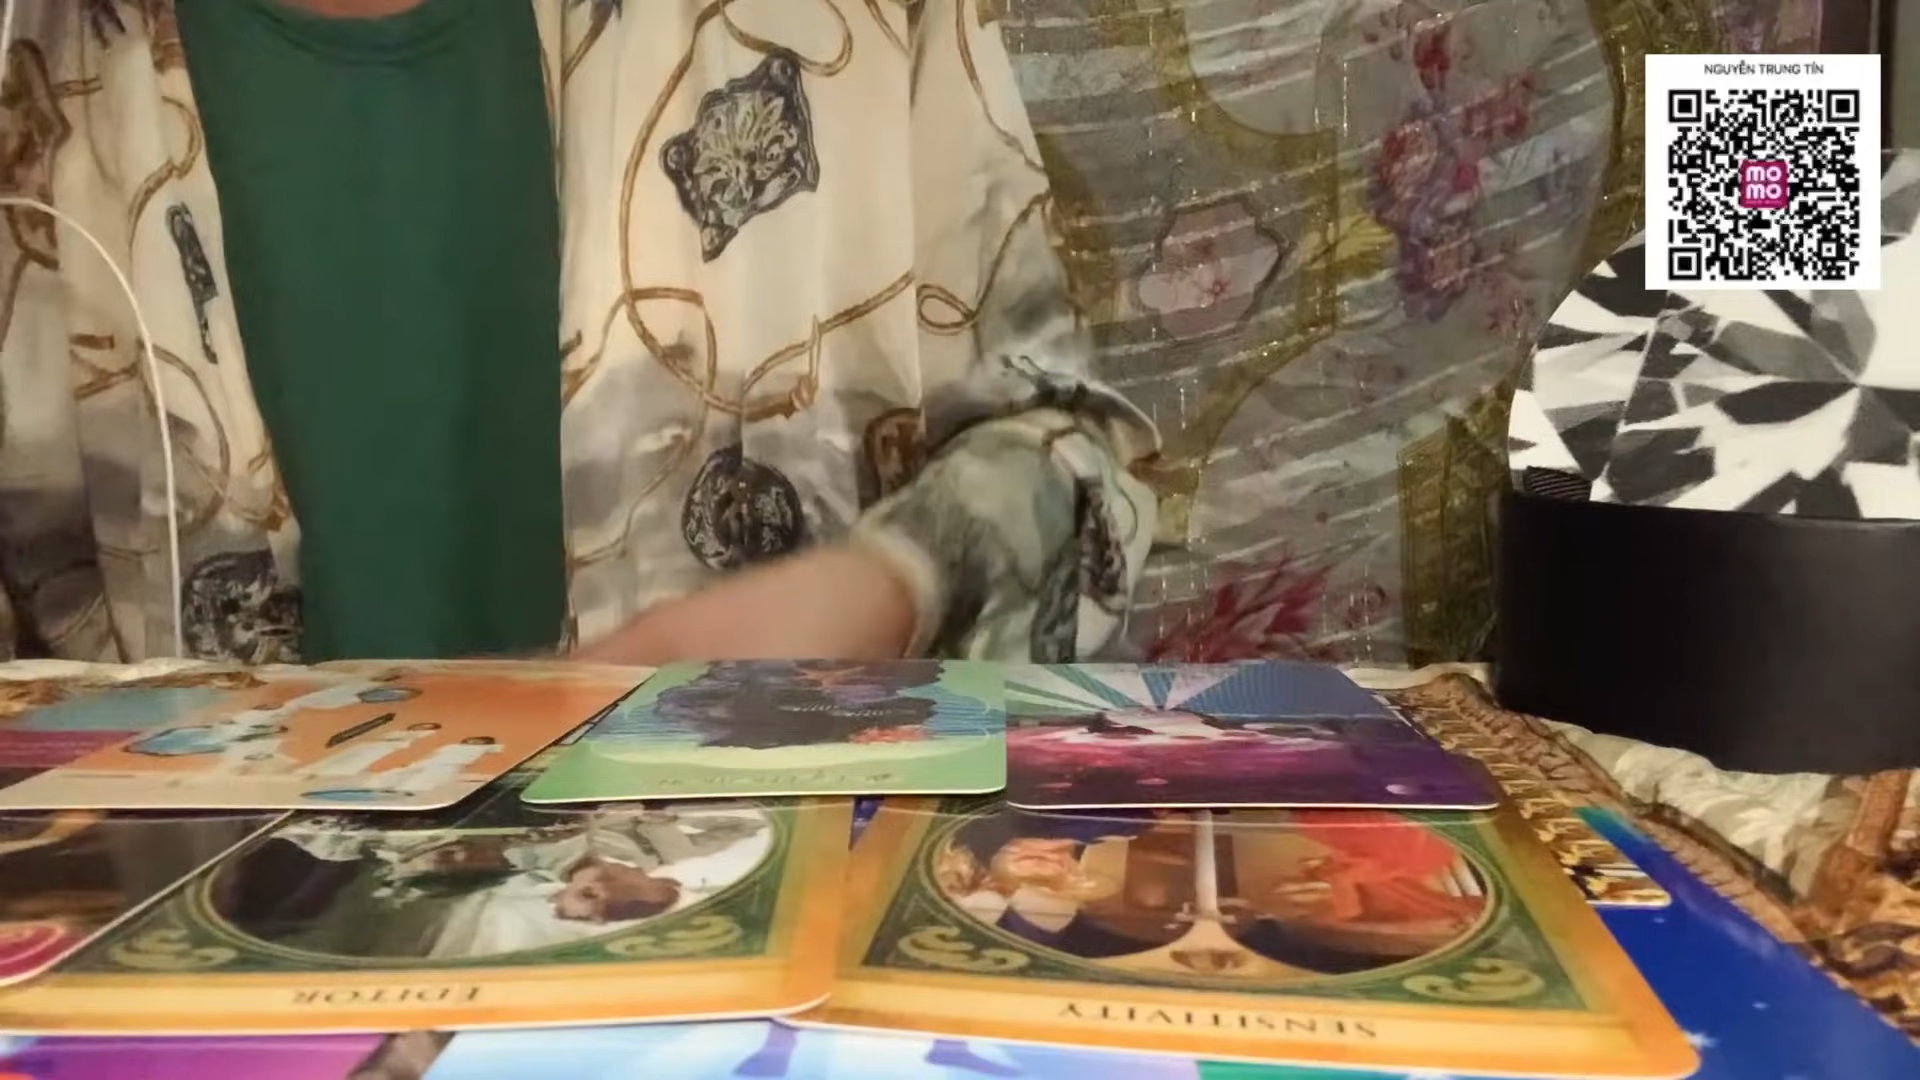 NGUYỄN TRUNG TÍN
mo
mo
EDITOR
SENSITIVITY